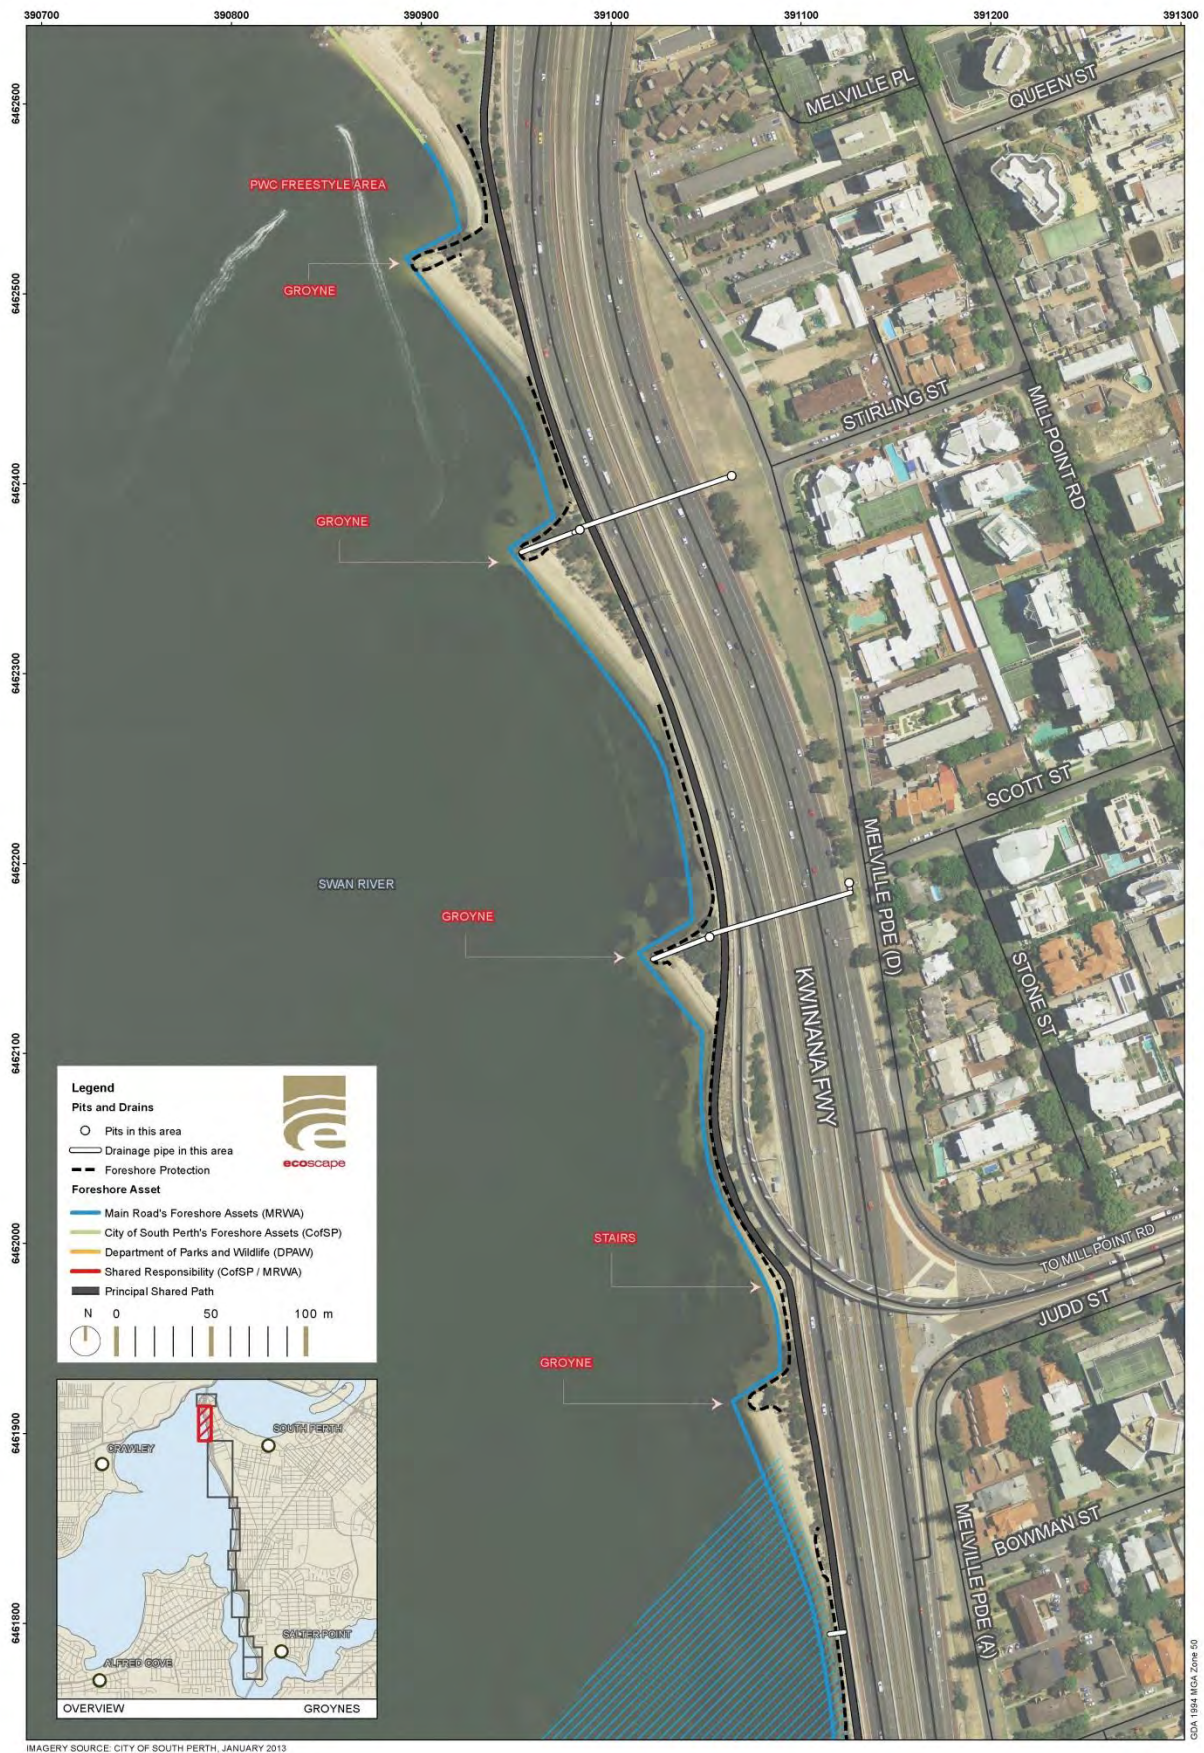 390700
390800
390900
391000
391100
391200
391300
6462600
6462500
6462400
6462300
6462200
6462100
6462000
6461900
6461800
MELVILLE PL
QUEEN ST
PWC FREESTYLE AREA
GROYNE
STIRLING ST
MILL POINT RD
GROYNE
SCOTT ST
MELVILLE PDE (D)
SWAN RIVER
GROYNE
STONE ST
KWINANA FWY
STAIRS
TO MILL POINT RD
JUDD ST
GROYNE
BOWMAN ST
MELVILLE PDE (A)
Legend
Pits and Drains
Pits in this area
Drainage pipe in this area
Foreshore Protection
Foreshore Asset
Main Road's Foreshore Assets (MRWA)
City of South Perth's Foreshore Assets (CofSP)
Department of Parks and Wildlife (DPAW)
Shared Responsibility (CofSP / MRWA)
Principal Shared Path
e
ecoscape
N 0 50 100 m
SOUTH PERTH
CRAWLEY
SALTER POINT
ALFRED COVE
OVERVIEW GROYNES
GDA 1994 MGA Zone 50
IMAGERY SOURCE: CITY OF SOUTH PERTH, JANUARY 2013